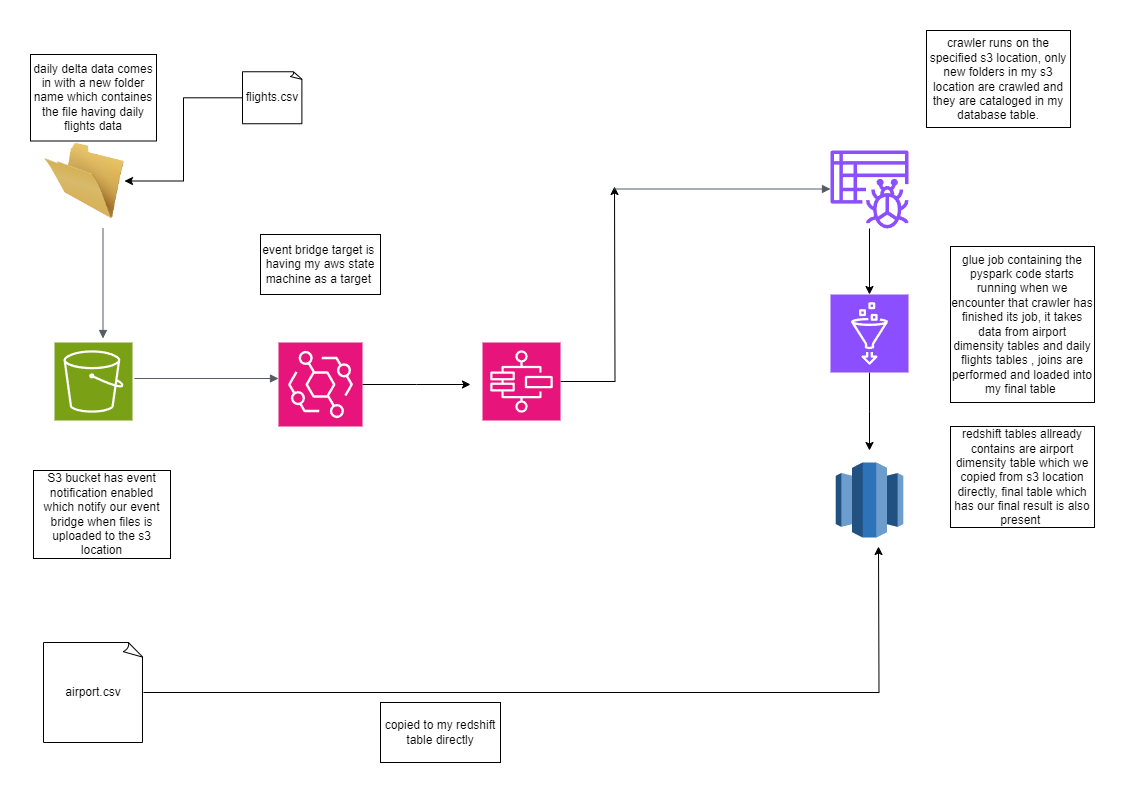 daily delta data comes
in with a new folder
name which containes
the file having daily
flights data
flights.csv
crawler runs on the
specified s3 location, only
new folders in my s3
location are crawled and
they are cataloged in my
database table.
event bridge target is
having my aws state
machine as a target
glue job containing the
pyspark code starts
running when we
encounter that crawler has
finished its job, it takes
data from airport
dimensity tables and daily
flights tables , joins are
performed and loaded into
my final table
S3 bucket has event
notification enabled
which notify our event
bridge when files is
uploaded to the s3
location
redshift tables allready
contains are airport
dimensity table which we
copied from s3 location
directly, final table which
has our final result is also
present
airport.csv
copied to my redshift
table directly